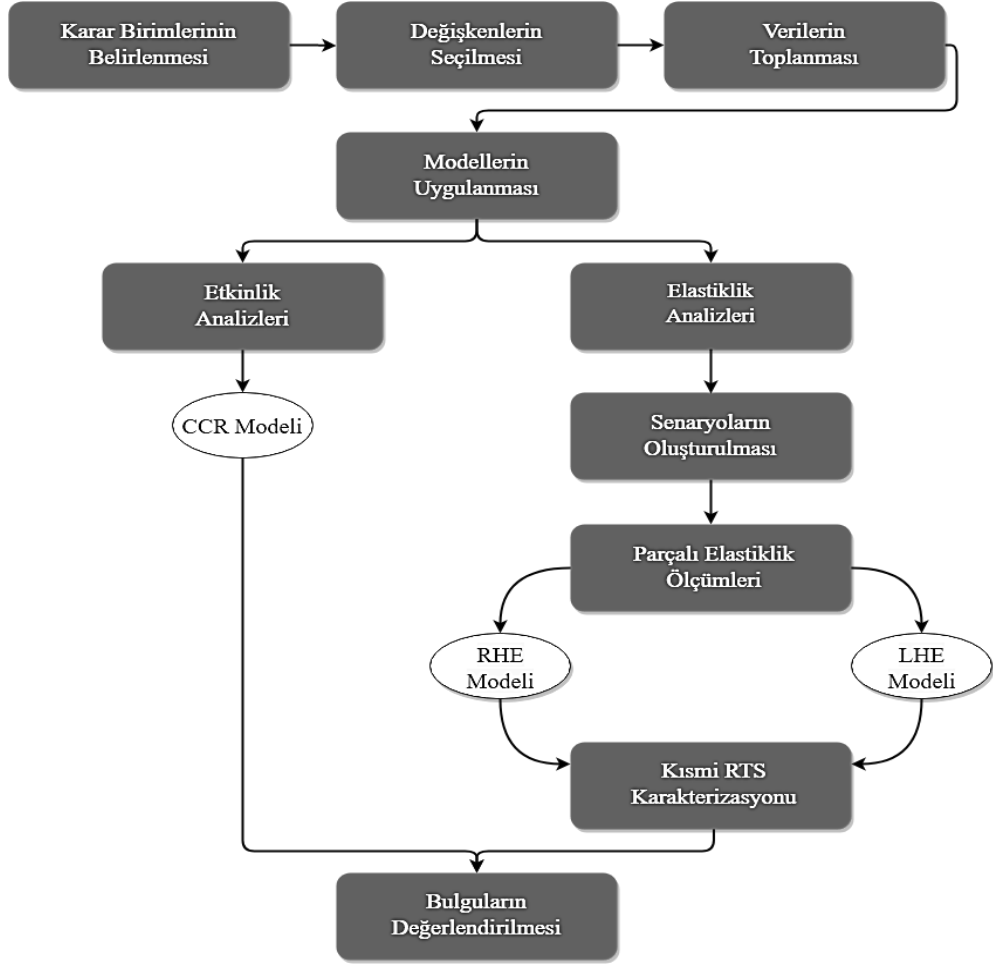 Karar Birimlerinin
Belirlenmesi
Değişkenlerin
Seçilmesi
Verilerin
Toplanması
Modellerin
Uygulanması
Etkinlik
Analizleri
Elastiklik
Analizleri
CCR Modeli
Senaryoların
Oluşturulması
Parçalı Elastiklik
Ölçümleri
RHE
Modeli
LHE
Modeli
Kısmi RTS
Karakterizasyonu
Bulguların
Değerlendirilmesi